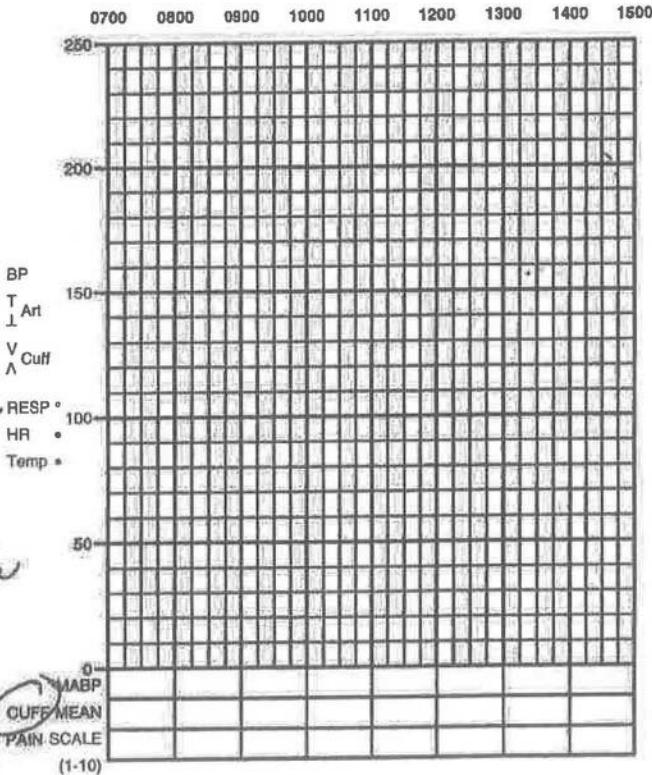 0700 0800 0900 1000 1100 1200 1300 1400 1500
250
200
BP
150
T
⊥ Art
V
Λ Cuff
RESP °
100
HR •
Temp •
50
0
MABP
CUFF MEAN
PAIN SCALE
(1-10)